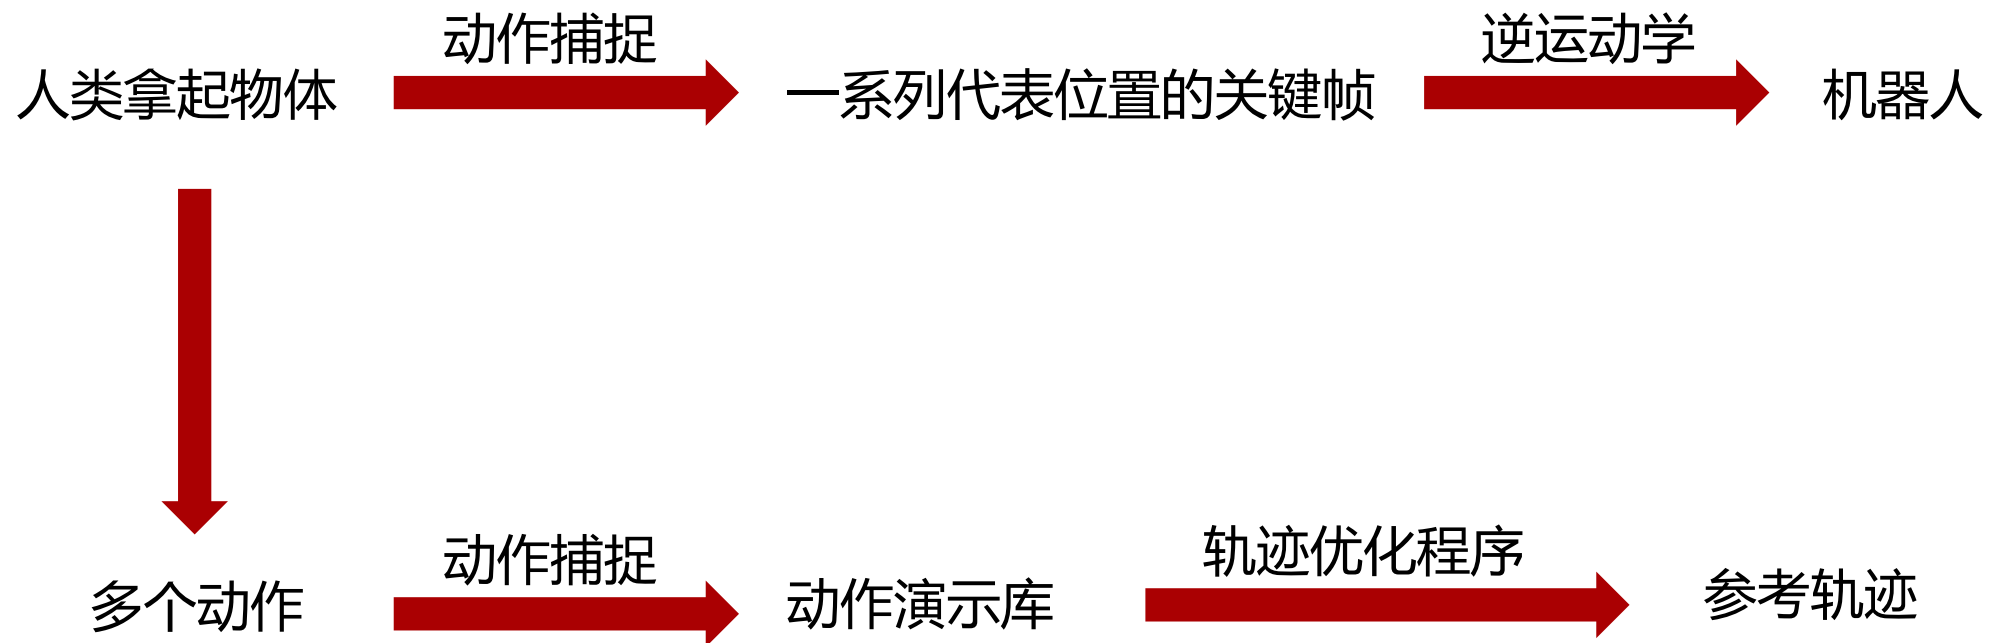 动作捕捉
逆运动学
人类拿起物体
一系列代表位置的关键帧
机器人
动作捕捉
轨迹优化程序
多个动作
动作演示库
参考轨迹